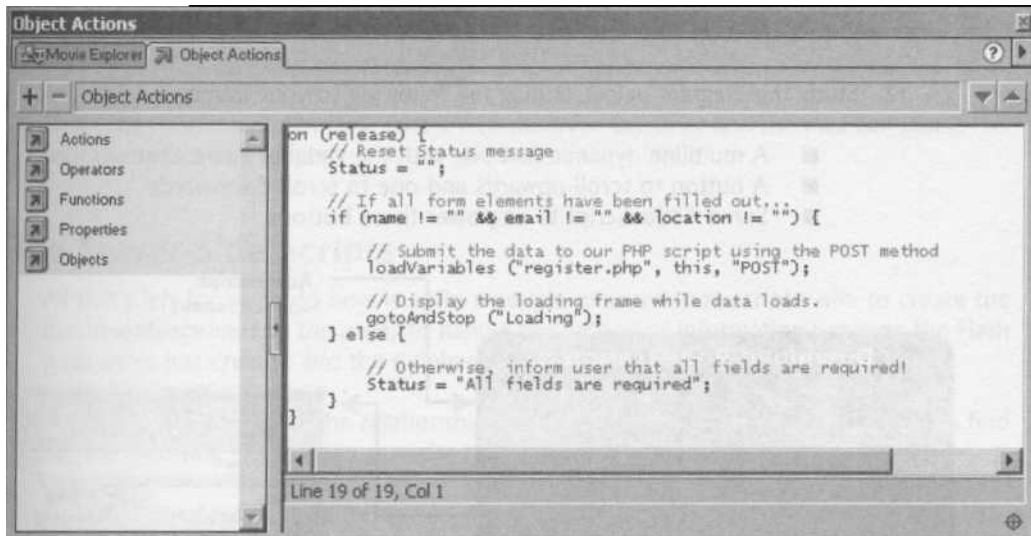 Object Actions
Movie Explorer Object Actions ?
+ - Object Actions
Actions
Operators
Functions
Properties
Objects
on (release) {
// Reset Status message
Status = "";
// If all form elements have been filled out...
if (name != "" && email != "" && location != "") {
// Submit the data to our PHP script using the POST method
loadVariables ("register.php", this, "POST");
// Display the loading frame while data loads.
gotoAndStop ("Loading");
} else {
// Otherwise, inform user that all fields are required!
Status = "All fields are required";
}
}
Line 19 of 19, Col 1